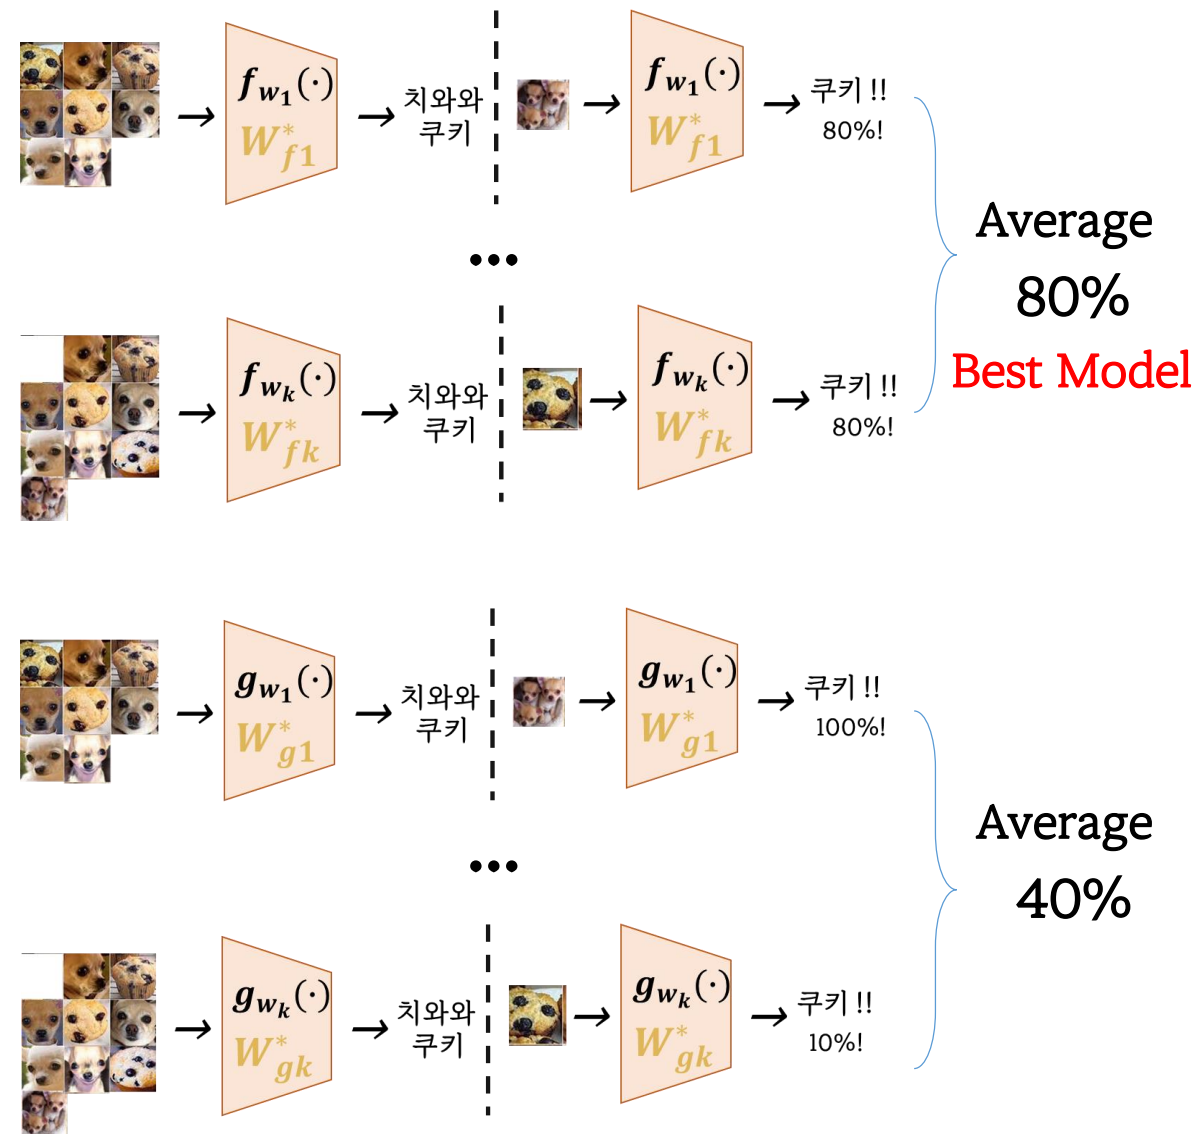 f_{w_1}(·)
W^*_{f1}
치와와
쿠키
f_{w_1}(·)
W^*_{f1}
쿠키 !!
80%!
•••
f_{w_k}(·)
W^*_{fk}
치와와
쿠키
f_{w_k}(·)
W^*_{fk}
쿠키 !!
80%!
Average
80%
Best Model
g_{w_1}(·)
W^*_{g1}
치와와
쿠키
g_{w_1}(·)
W^*_{g1}
쿠키 !!
100%!
•••
g_{w_k}(·)
W^*_{gk}
치와와
쿠키
g_{w_k}(·)
W^*_{gk}
쿠키 !!
10%!
Average
40%